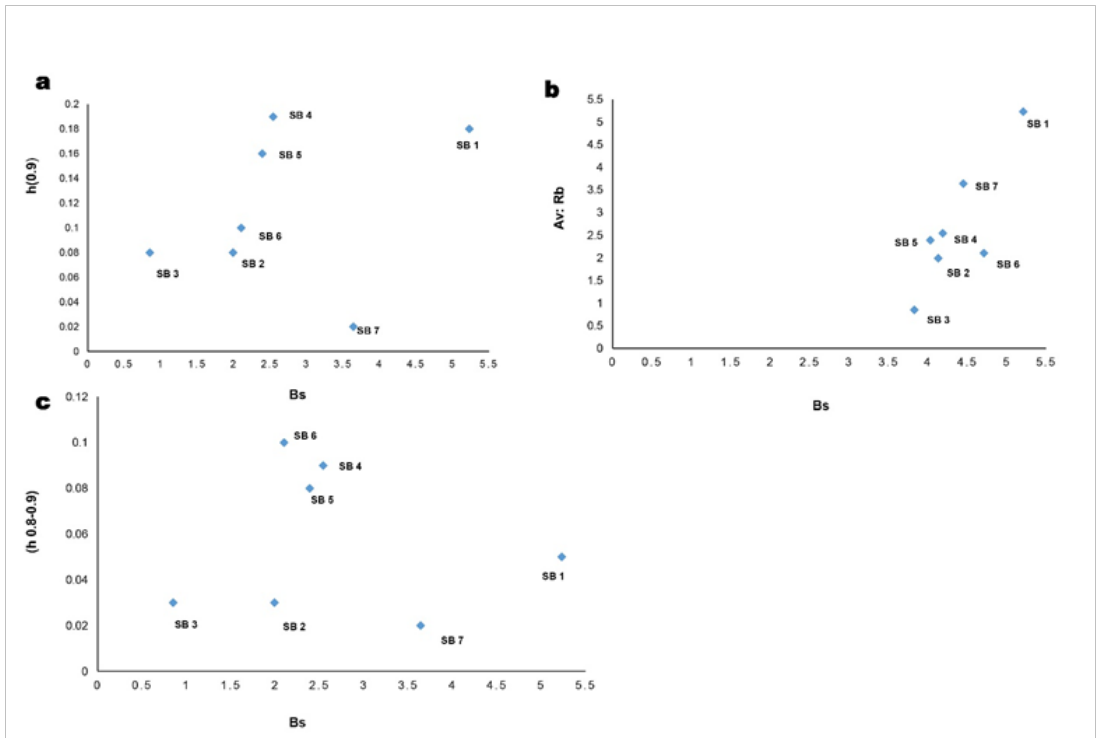 a
0.2
0.18
0.16
0.14
0.12
0.1
0.08
0.06
0.04
0.02
0
h(0.9)
SB 4
SB 1
SB 5
SB 6
SB 2
SB 3
SB 7
0 0.5 1 1.5 2 2.5 3 3.5 4 4.5 5 5.5
Bs
b
5.5
5
4.5
4
3.5
3
2.5
2
1.5
1
0.5
0
Av: Rb
SB 1
SB 7
SB 5
SB 4
SB 6
SB 2
SB 3
0 0.5 1 1.5 2 2.5 3 3.5 4 4.5 5 5.5
Bs
c
0.12
0.1
0.08
0.06
0.04
0.02
0
(h 0.8-0.9)
SB 6
SB 4
SB 5
SB 1
SB 3
SB 2
SB 7
0 0.5 1 1.5 2 2.5 3 3.5 4 4.5 5 5.5
Bs